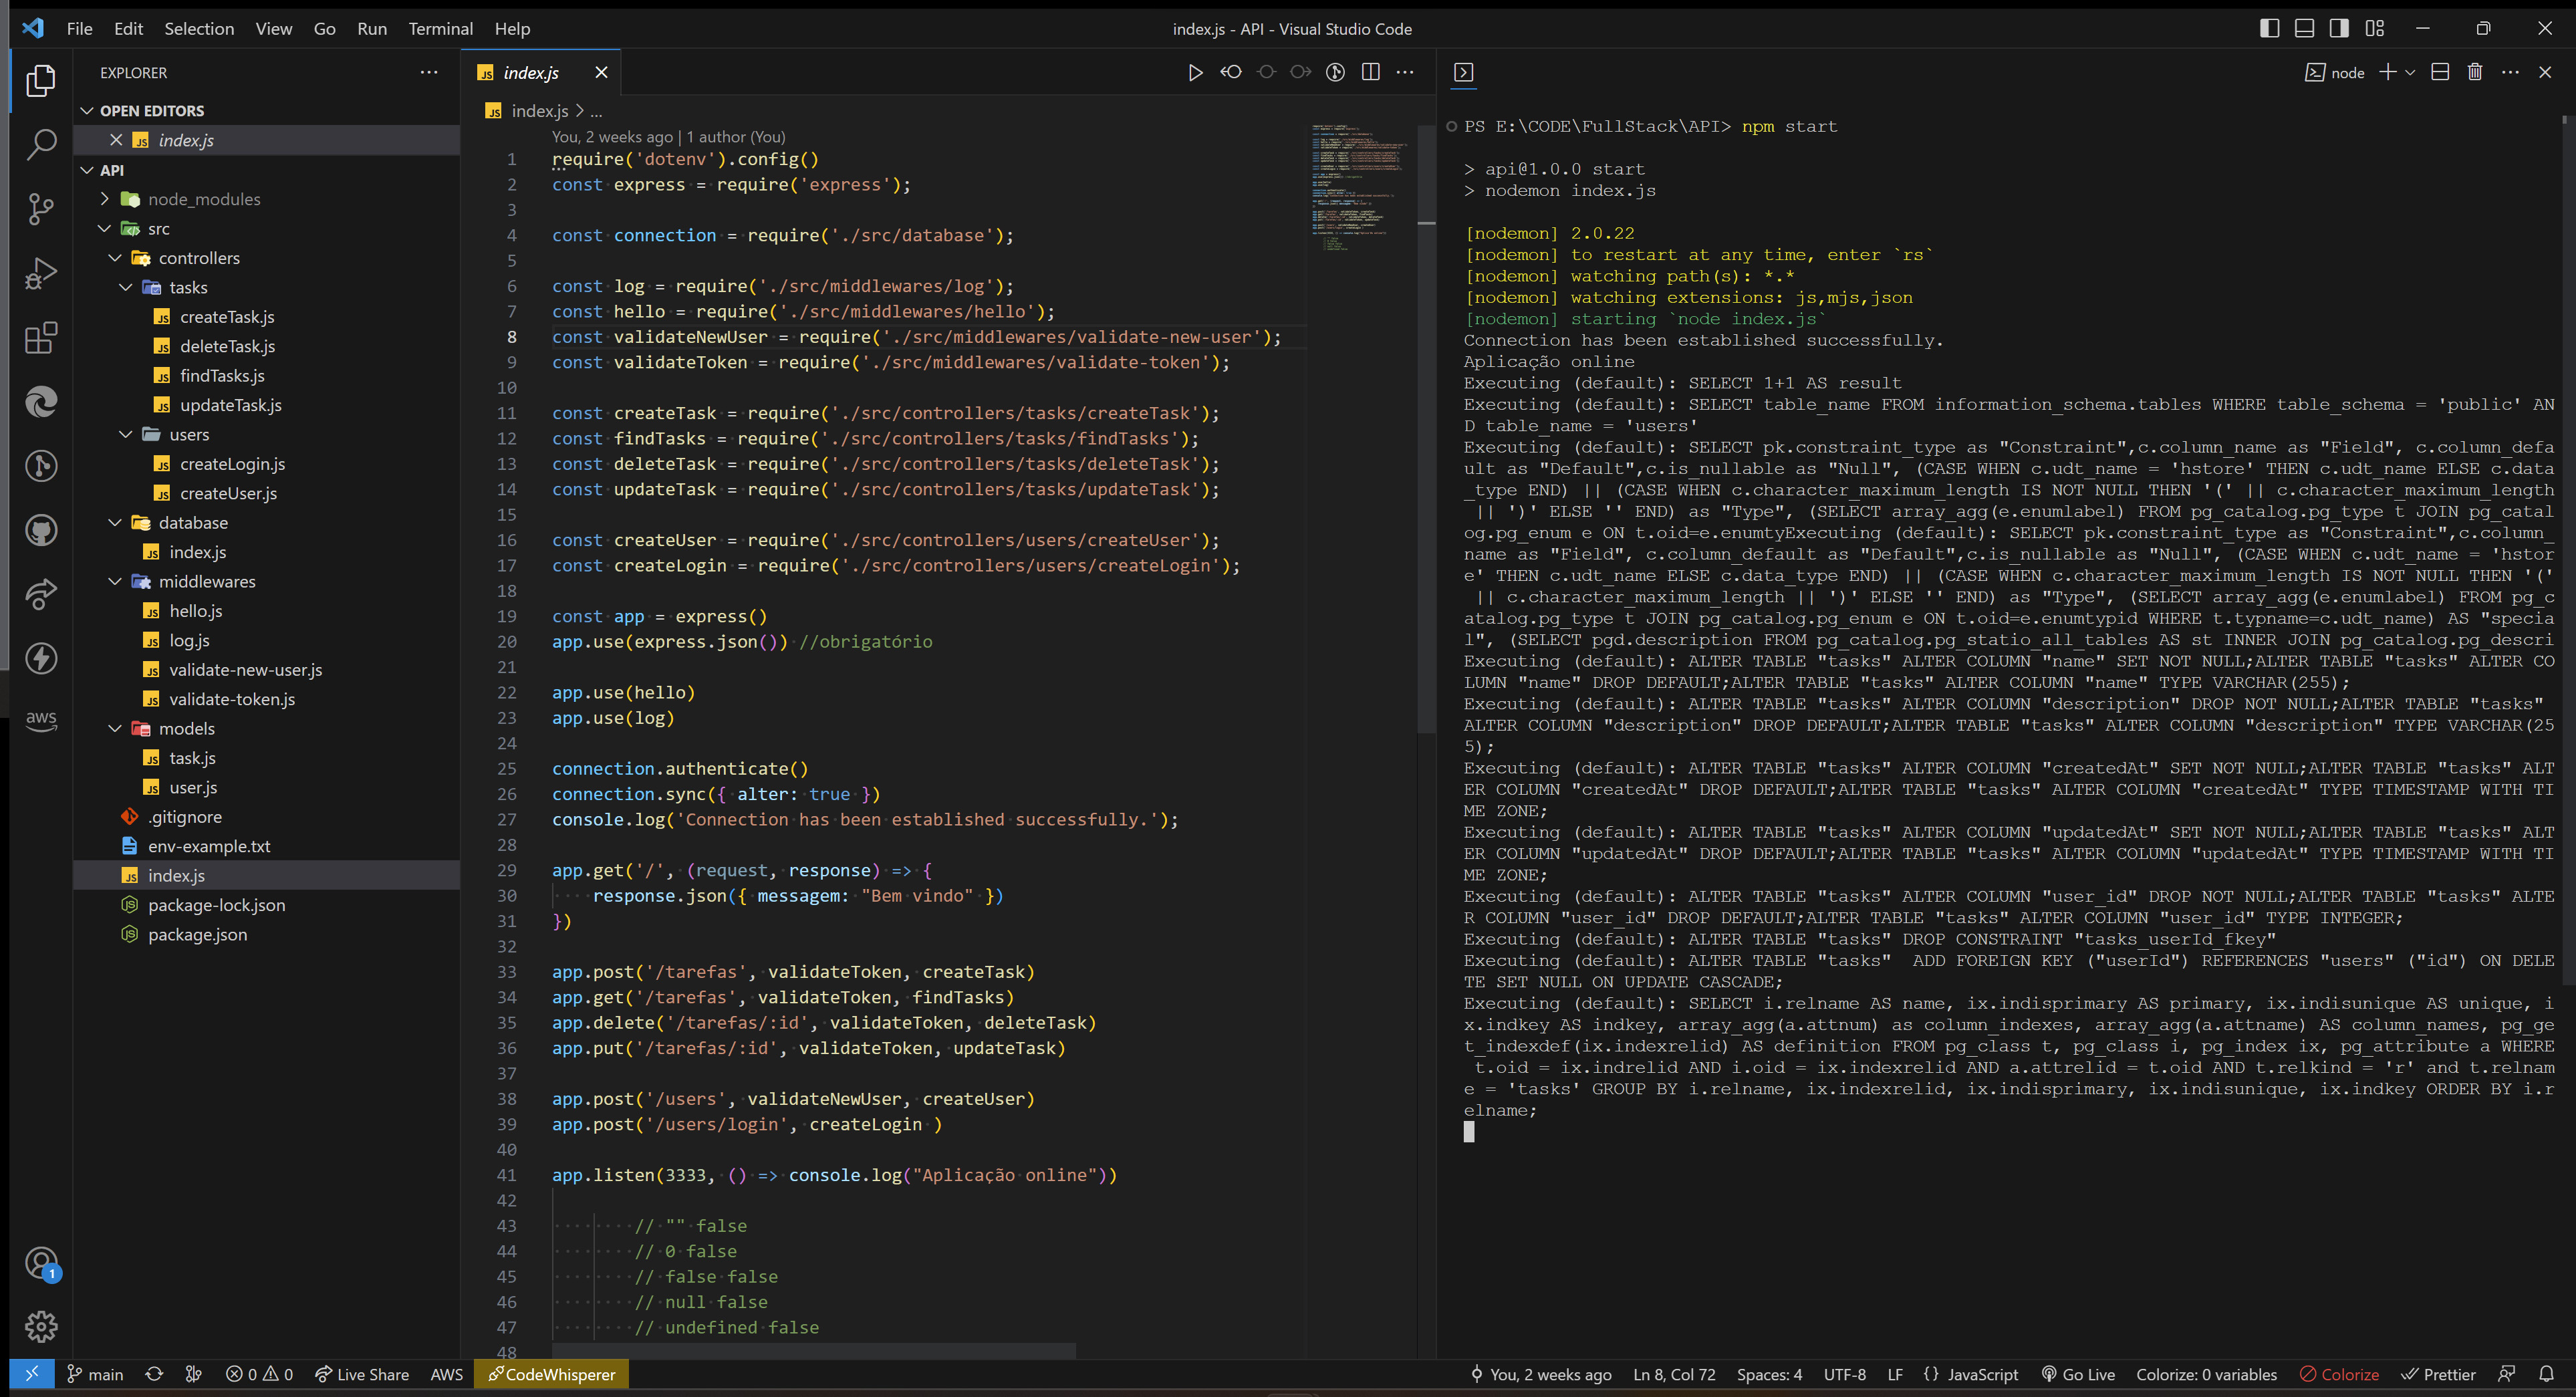 File Edit Selection View Go Run Terminal Help
index.js - API - Visual Studio Code
EXPLORER
OPEN EDITORS
index.js
API
node_modules
src
controllers
tasks
createTask.js
deleteTask.js
findTasks.js
updateTask.js
users
createLogin.js
createUser.js
database
index.js
middlewares
hello.js
log.js
validate-new-user.js
validate-token.js
models
task.js
user.js
.gitignore
env-example.txt
index.js
package-lock.json
package.json
aws
1
index.js
index.js > ...
You, 2 weeks ago | 1 author (You)
1 require('dotenv').config()
2 const express = require('express');
3
4 const connection = require('./src/database');
5
6 const log = require('./src/middlewares/log');
7 const hello = require('./src/middlewares/hello');
8 const validateNewUser = require('./src/middlewares/validate-new-user');
9 const validateToken = require('./src/middlewares/validate-token');
10
11 const createTask = require('./src/controllers/tasks/createTask');
12 const findTasks = require('./src/controllers/tasks/findTasks');
13 const deleteTask = require('./src/controllers/tasks/deleteTask');
14 const updateTask = require('./src/controllers/tasks/updateTask');
15
16 const createUser = require('./src/controllers/users/createUser');
17 const createLogin = require('./src/controllers/users/createLogin');
18
19 const app = express()
20 app.use(express.json()) //obrigatório
21
22 app.use(hello)
23 app.use(log)
24
25 connection.authenticate()
26 connection.sync({ alter: true })
27 console.log('Connection has been established successfully.');
28
29 app.get('/', (request, response) => {
30 response.json({ messagem: "Bem vindo" })
31 })
32
33 app.post('/tarefas', validateToken, createTask)
34 app.get('/tarefas', validateToken, findTasks)
35 app.delete('/tarefas/:id', validateToken, deleteTask)
36 app.put('/tarefas/:id', validateToken, updateTask)
37
38 app.post('/users', validateNewUser, createUser)
39 app.post('/users/login', createLogin )
40
41 app.listen(3333, () => console.log("Aplicação online"))
42
43 // "" false
44 // 0 false
45 // false false
46 // null false
47 // undefined false
48
node
PS E:\CODE\FullStack\API> npm start
> api@1.0.0 start
> nodemon index.js
[nodemon] 2.0.22
[nodemon] to restart at any time, enter `rs`
[nodemon] watching path(s): *.*
[nodemon] watching extensions: js,mjs,json
[nodemon] starting `node index.js`
Connection has been established successfully.
Aplicação online
Executing (default): SELECT 1+1 AS result
Executing (default): SELECT table_name FROM information_schema.tables WHERE table_schema = 'public' AN
D table_name = 'users'
Executing (default): SELECT pk.constraint_type as "Constraint",c.column_name as "Field", c.column_defa
ult as "Default",c.is_nullable as "Null", (CASE WHEN c.udt_name = 'hstore' THEN c.udt_name ELSE c.data
_type END) || (CASE WHEN c.character_maximum_length IS NOT NULL THEN '(' || c.character_maximum_length
|| ')' ELSE '' END) as "Type", (SELECT array_agg(e.enumlabel) FROM pg_catalog.pg_type t JOIN pg_catal
og.pg_enum e ON t.oid=e.enumtyExecuting (default): SELECT pk.constraint_type as "Constraint",c.column_
name as "Field", c.column_default as "Default",c.is_nullable as "Null", (CASE WHEN c.udt_name = 'hstor
e' THEN c.udt_name ELSE c.data_type END) || (CASE WHEN c.character_maximum_length IS NOT NULL THEN '('
|| c.character_maximum_length || ')' ELSE '' END) as "Type", (SELECT array_agg(e.enumlabel) FROM pg_c
atalog.pg_type t JOIN pg_catalog.pg_enum e ON t.oid=e.enumtypid WHERE t.typname=c.udt_name) AS "specia
l", (SELECT pgd.description FROM pg_catalog.pg_statio_all_tables AS st INNER JOIN pg_catalog.pg_descri
Executing (default): ALTER TABLE "tasks" ALTER COLUMN "name" SET NOT NULL;ALTER TABLE "tasks" ALTER CO
LUMN "name" DROP DEFAULT;ALTER TABLE "tasks" ALTER COLUMN "name" TYPE VARCHAR(255);
Executing (default): ALTER TABLE "tasks" ALTER COLUMN "description" DROP NOT NULL;ALTER TABLE "tasks"
ALTER COLUMN "description" DROP DEFAULT;ALTER TABLE "tasks" ALTER COLUMN "description" TYPE VARCHAR(25
5);
Executing (default): ALTER TABLE "tasks" ALTER COLUMN "createdAt" SET NOT NULL;ALTER TABLE "tasks" ALT
ER COLUMN "createdAt" DROP DEFAULT;ALTER TABLE "tasks" ALTER COLUMN "createdAt" TYPE TIMESTAMP WITH TI
ME ZONE;
Executing (default): ALTER TABLE "tasks" ALTER COLUMN "updatedAt" SET NOT NULL;ALTER TABLE "tasks" ALT
ER COLUMN "updatedAt" DROP DEFAULT;ALTER TABLE "tasks" ALTER COLUMN "updatedAt" TYPE TIMESTAMP WITH TI
ME ZONE;
Executing (default): ALTER TABLE "tasks" ALTER COLUMN "user_id" DROP NOT NULL;ALTER TABLE "tasks" ALTE
R COLUMN "user_id" DROP DEFAULT;ALTER TABLE "tasks" ALTER COLUMN "user_id" TYPE INTEGER;
Executing (default): ALTER TABLE "tasks" DROP CONSTRAINT "tasks_userId_fkey"
Executing (default): ALTER TABLE "tasks"  ADD FOREIGN KEY ("userId") REFERENCES "users" ("id") ON DELE
TE SET NULL ON UPDATE CASCADE;
Executing (default): SELECT i.relname AS name, ix.indisprimary AS primary, ix.indisunique AS unique, i
x.indkey AS indkey, array_agg(a.attnum) as column_indexes, array_agg(a.attname) AS column_names, pg_ge
t_indexdef(ix.indexrelid) AS definition FROM pg_class t, pg_class i, pg_index ix, pg_attribute a WHERE
t.oid = ix.indrelid AND i.oid = ix.indexrelid AND a.attrelid = t.oid AND t.relkind = 'r' and t.relnam
e = 'tasks' GROUP BY i.relname, ix.indexrelid, ix.indisprimary, ix.indisunique, ix.indkey ORDER BY i.r
elname;
main 0 0 Live Share AWS CodeWhisperer You, 2 weeks ago Ln 8, Col 72 Spaces: 4 UTF-8 LF {} JavaScript Go Live Colorize: 0 variables Colorize Prettier